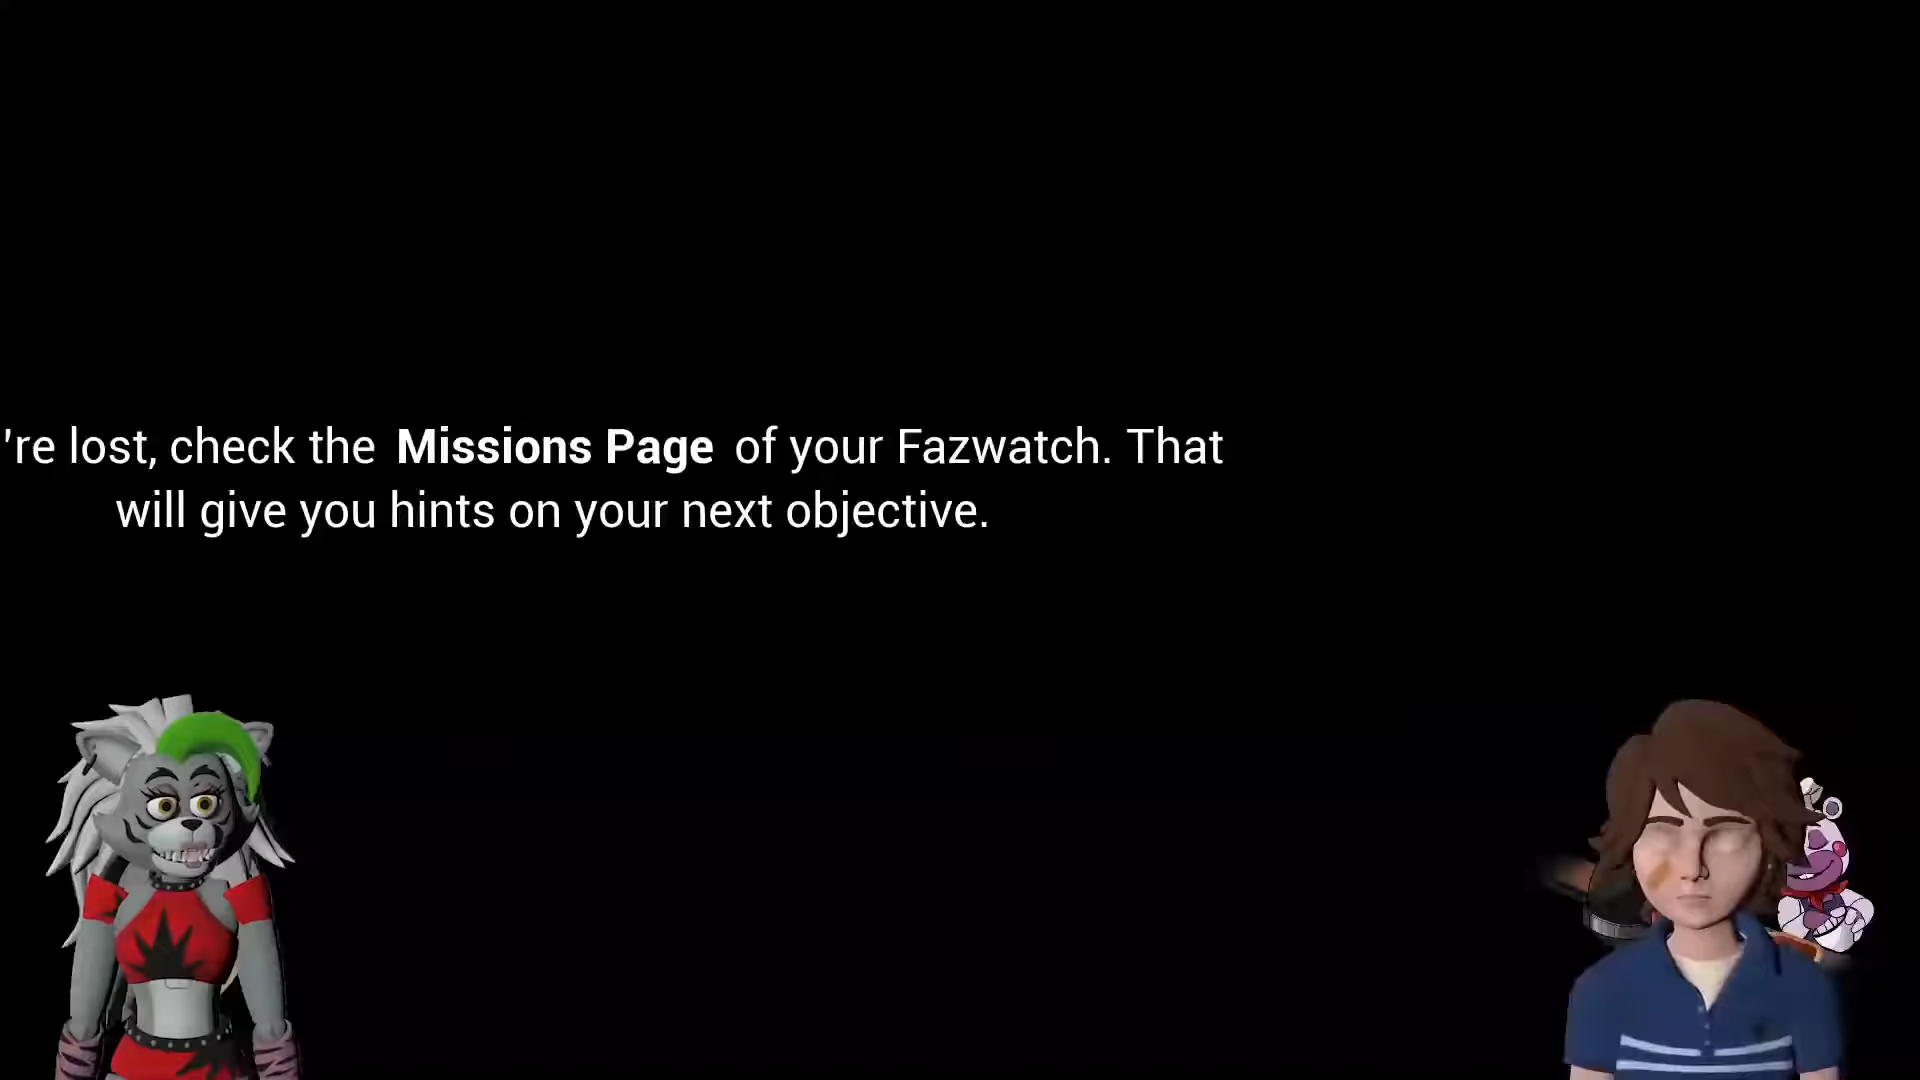 're lost, check the Missions Page of your Fazwatch. That
will give you hints on your next objective.